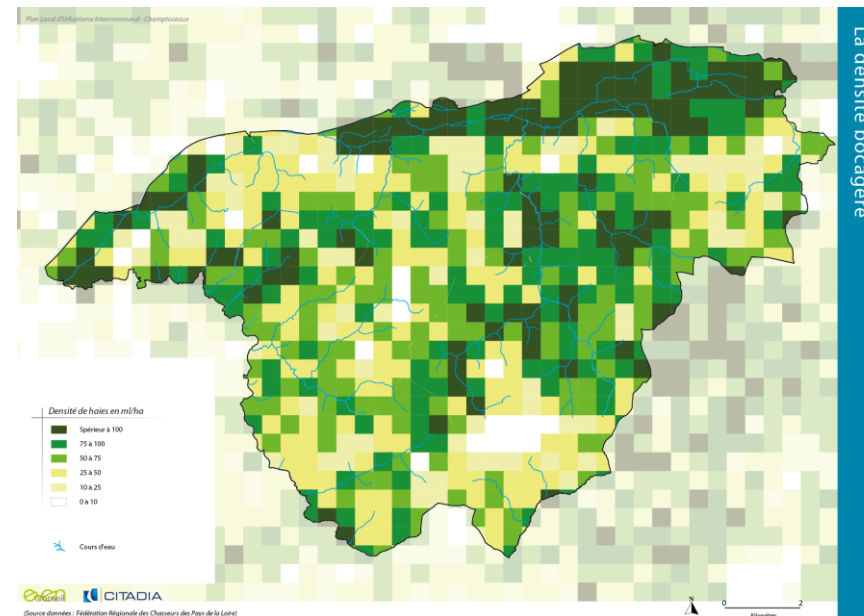 Plan Local d'Urbanisme Intercommunal - Champtoceaux
La densité bocagère
Densité de haies en ml/ha
Spérieur à 100
75 à 100
50 à 75
25 à 50
10 à 25
0 à 10
Cours d'eau
even
CITADIA
(Source données : Fédération Régionale des Chasseurs des Pays de la Loire)
N
0 2
Kilomètres